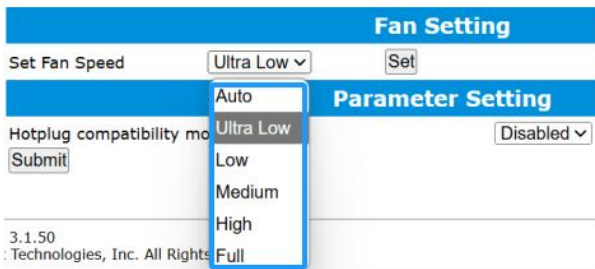 Fan Setting
Set Fan Speed Ultra Low Set
Auto
Parameter Setting
Ultra Low
Hotplug compatibility mo Disabled
Submit
Low
Medium
High
3.1.50
Technologies, Inc. All Rights
Full